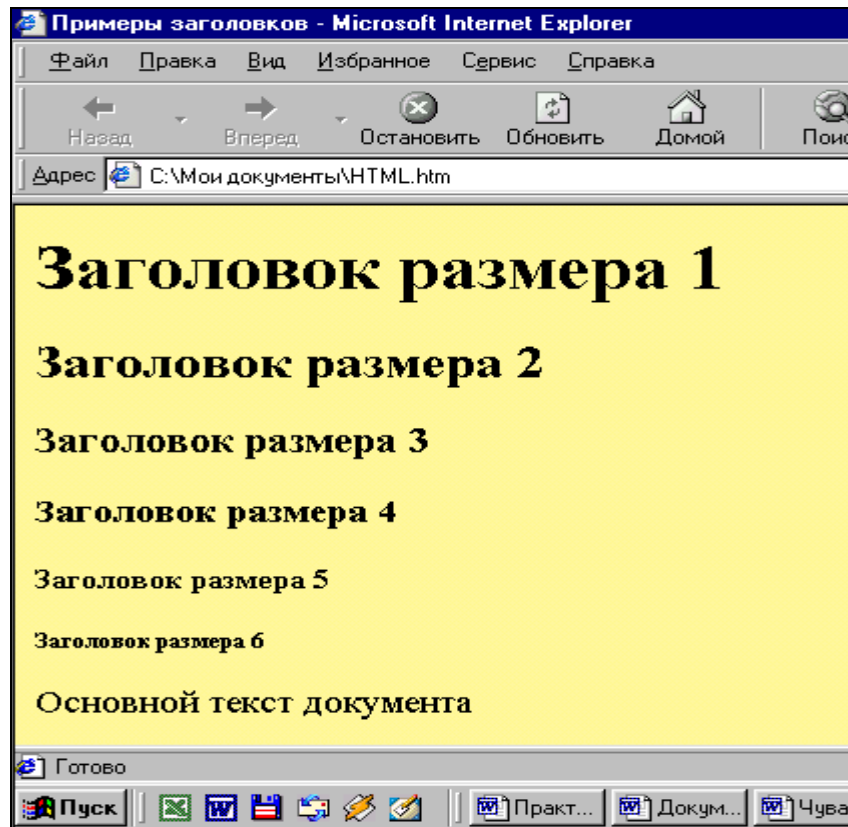 Примеры заголовков - Microsoft Internet Explorer
Файл Правка Вид Избранное Сервис Справка
Назад Вперед Остановить Обновить Домой
Адрес C:\Мои документы\HTML.htm
Заголовок размера 1
Заголовок размера 2
Заголовок размера 3
Заголовок размера 4
Заголовок размера 5
Заголовок размера 6
Основной текст документа
Готово
Пуск Практ... Докум... Чува